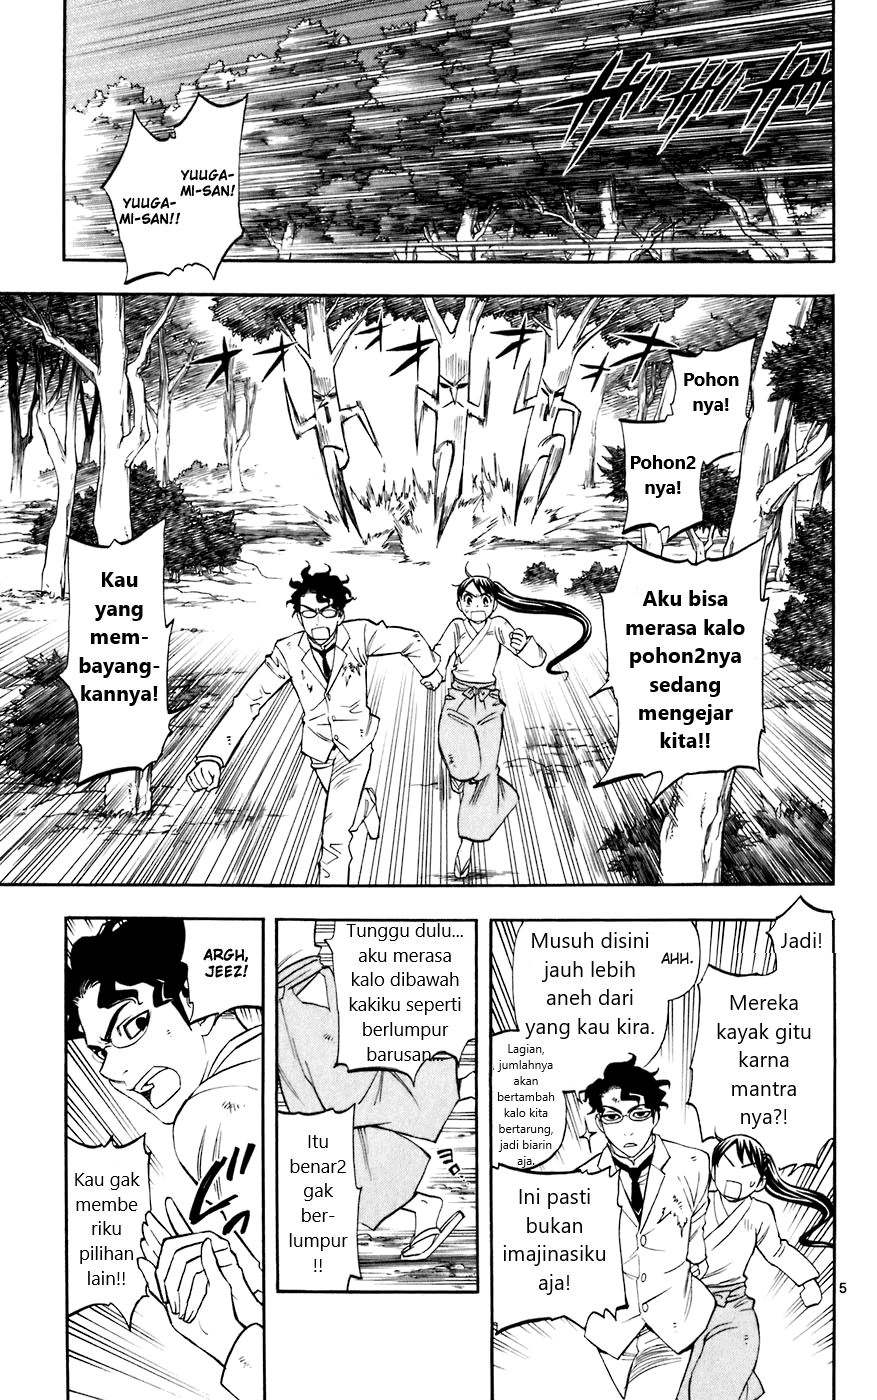 YUUGA-
MI-SAN!
YUUGA-
MI-SAN!!
Pohon
nya!
Pohon2
nya!
Aku bisa
merasa kalo
pohon2nya
sedang
mengejar
kita!!
Kau
yang
mem-
bayang-
kannya!
Jadi!
Mereka
kayak gitu
karna
mantra
nya?!
AHH.
Musuh disini
jauh lebih
aneh dari
yang kau kira.
Lagian,
jumlahnya
akan
bertambah
kalo kita
bertarung,
jadi biarin
aja.
Ini pasti
bukan
imajinasiku
aja!
Tunggu dulu...
aku merasa
kalo dibawah
kakiku seperti
berlumpur
barusan...
Itu
benar2
gak
ber-
lumpur
!!
ARGH,
JEEZ!
Kau gak
membe
riku
pilihan
lain!!
5